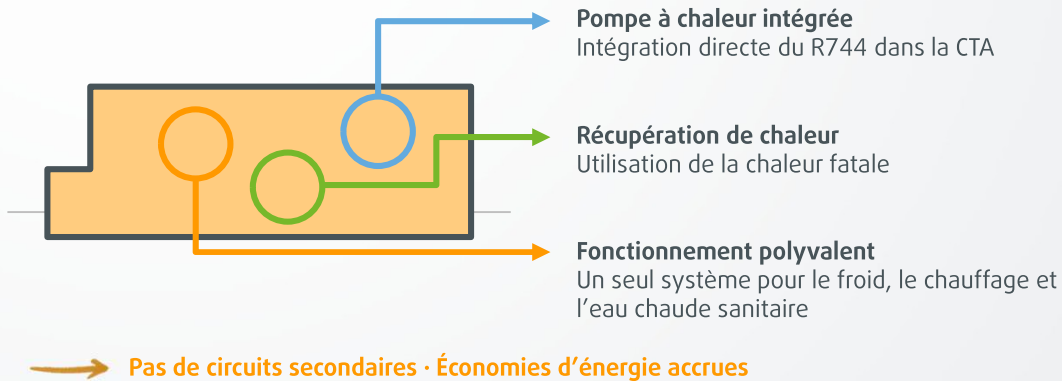 Pompe à chaleur intégrée
Intégration directe du R744 dans la CTA
Récupération de chaleur
Utilisation de la chaleur fatale
Fonctionnement polyvalent
Un seul système pour le froid, le chauffage et
l’eau chaude sanitaire
Pas de circuits secondaires · Économies d’énergie accrues